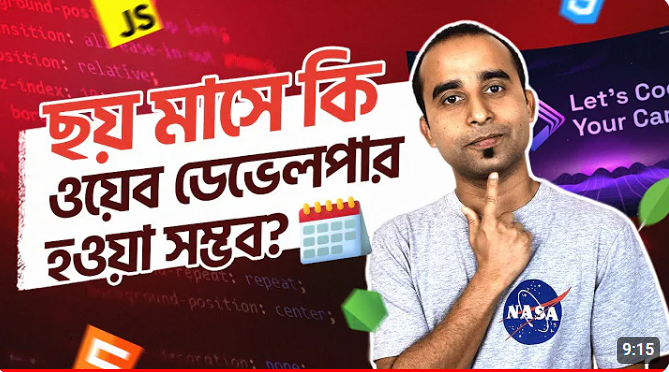 JS
ছয় মাসে কি
ওয়েব ডেভেলপার
হওয়া সম্ভব?
Let's Co
Your Car
NASA
position: relative;
z-index:
repeat;
position: center;
none;
9:15